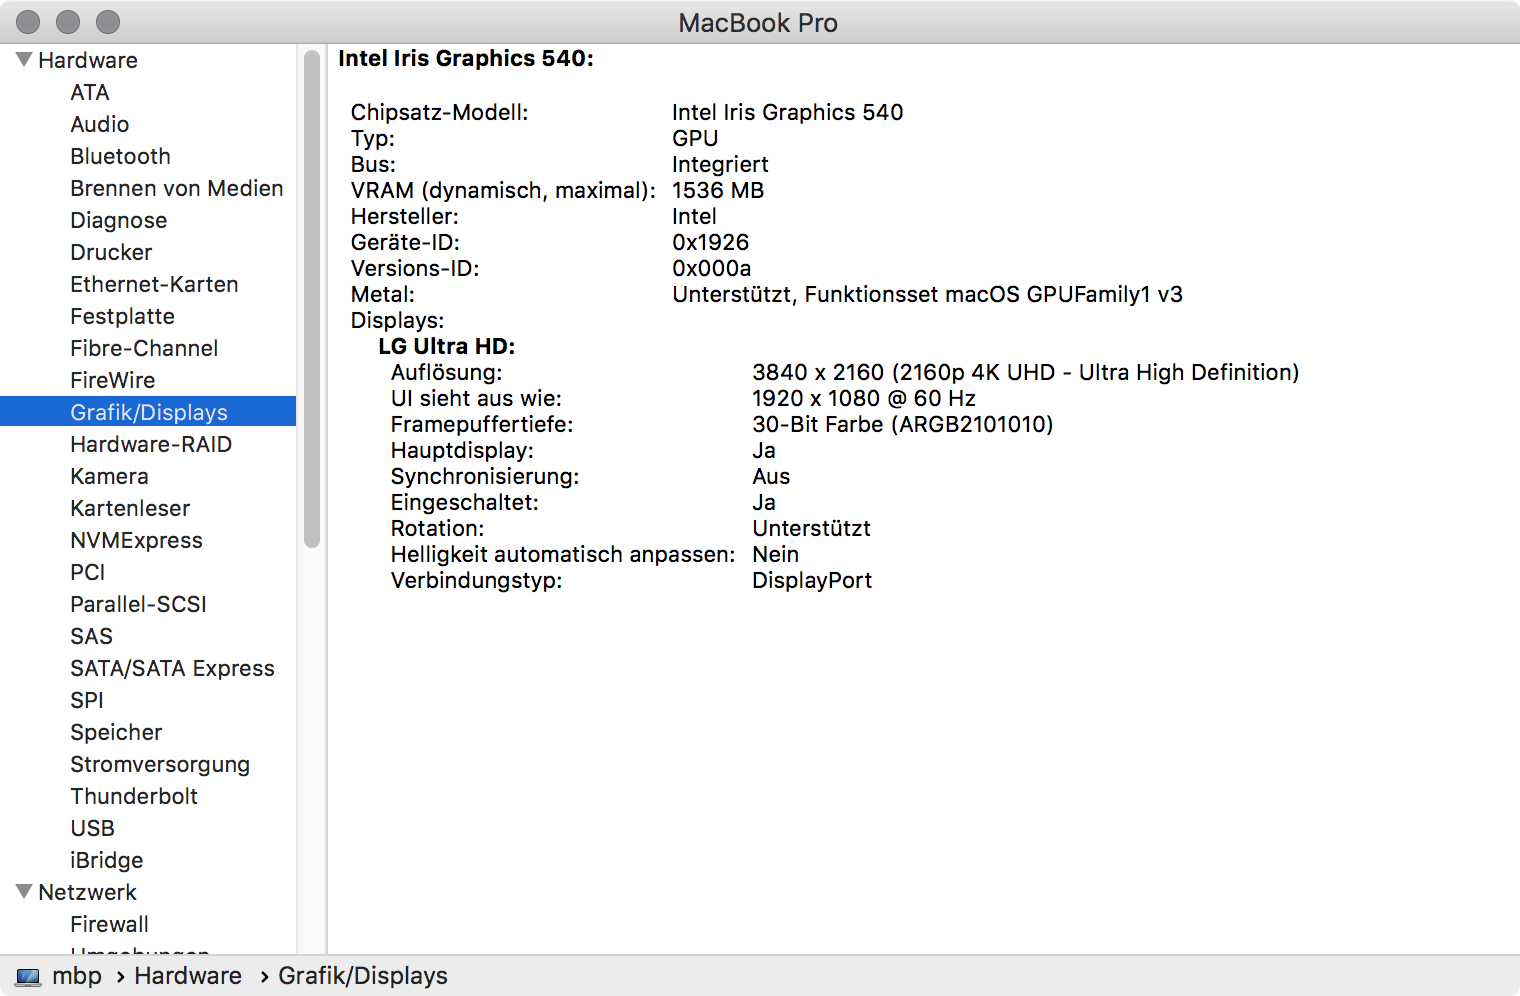 MacBook Pro
Hardware
ATA
Audio
Bluetooth
Brennen von Medien
Diagnose
Drucker
Ethernet-Karten
Festplatte
Fibre-Channel
FireWire
Grafik/Displays
Hardware-RAID
Kamera
Kartenleser
NVMExpress
PCI
Parallel-SCSI
SAS
SATA/SATA Express
SPI
Speicher
Stromversorgung
Thunderbolt
USB
iBridge
Netzwerk
Firewall
Umgebungen
Intel Iris Graphics 540:
Chipsatz-Modell: Intel Iris Graphics 540
Typ: GPU
Bus: Integriert
VRAM (dynamisch, maximal): 1536 MB
Hersteller: Intel
Geräte-ID: 0x1926
Versions-ID: 0x000a
Metal: Unterstützt, Funktionsset macOS GPUFamily1 v3
Displays:
LG Ultra HD:
Auflösung: 3840 x 2160 (2160p 4K UHD - Ultra High Definition)
UI sieht aus wie: 1920 x 1080 @ 60 Hz
Framepuffertiefe: 30-Bit Farbe (ARGB2101010)
Hauptdisplay: Ja
Synchronisierung: Aus
Eingeschaltet: Ja
Rotation: Unterstützt
Helligkeit automatisch anpassen: Nein
Verbindungstyp: DisplayPort
mbp › Hardware › Grafik/Displays